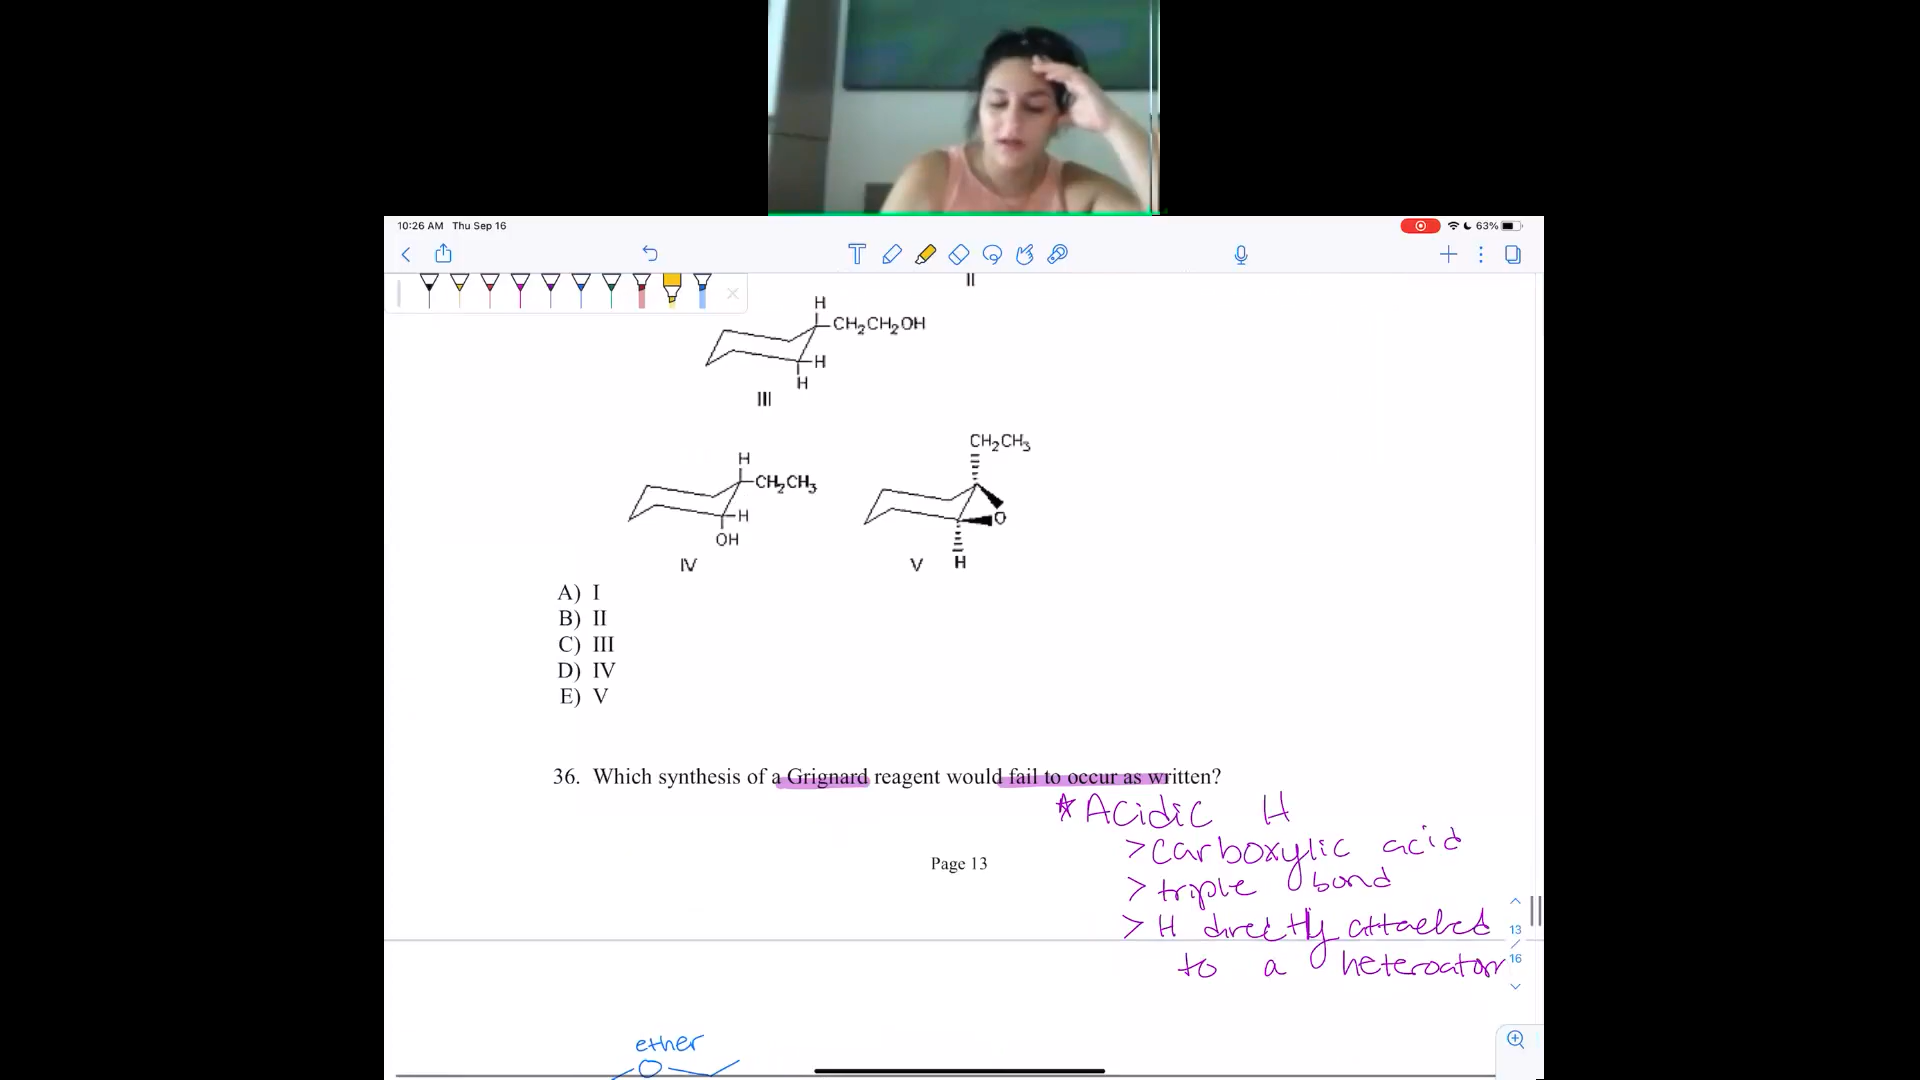 10:26 AM Thu Sep 16
63%
T
II
H
CH2CH2OH
H
H
III
CH2CH3
H
CH2CH3
H
O
OH
IV
V
H
A) I
B) II
C) III
D) IV
E) V
36. Which synthesis of a Grignard reagent would fail to occur as written?
* Acidic H
> carboxylic acid
Page 13
> triple bond
> H directly attached
13
/
to a heteroatom
16
ether
O